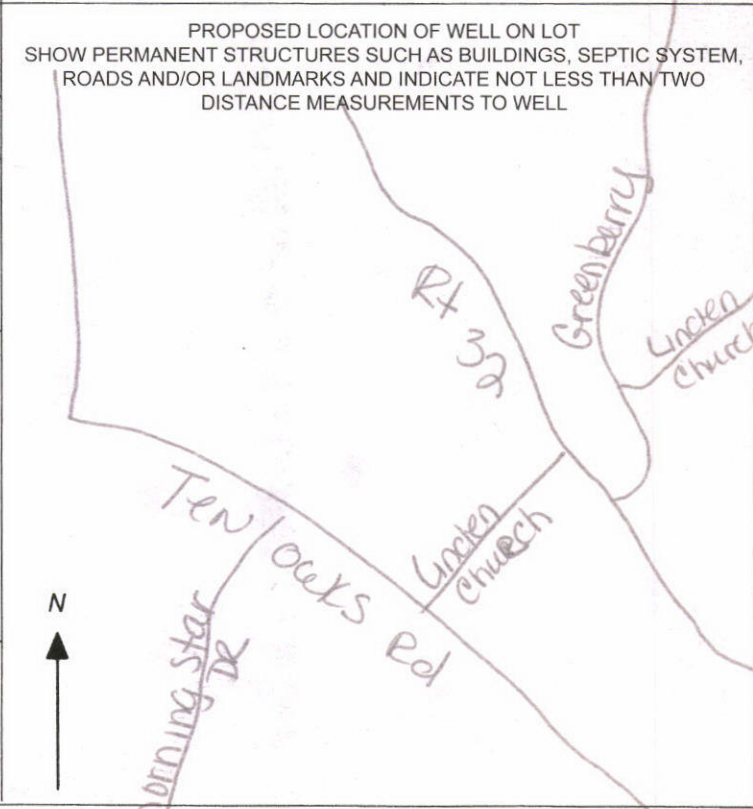 PROPOSED LOCATION OF WELL ON LOT
SHOW PERMANENT STRUCTURES SUCH AS BUILDINGS, SEPTIC SYSTEM,
ROADS AND/OR LANDMARKS AND INDICATE NOT LESS THAN TWO
DISTANCE MEASUREMENTS TO WELL
Greenberry
Rt 32
Linden
Church
Ten Oaks Rd
Linden
Church
N
orning Star
DR